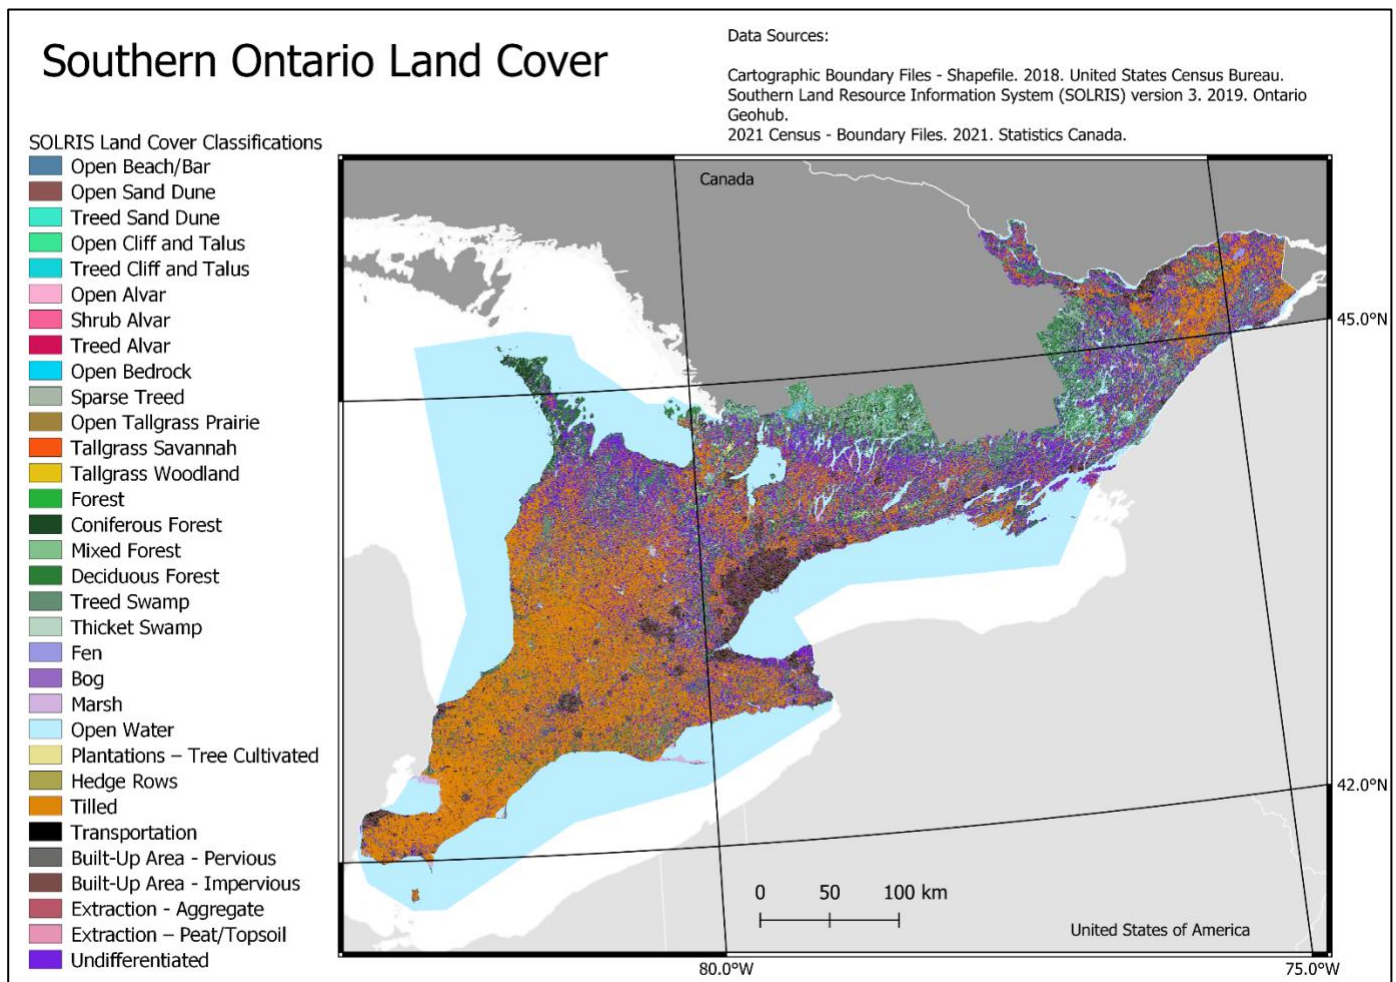 Southern Ontario Land Cover
Data Sources:
Cartographic Boundary Files - Shapefile. 2018. United States Census Bureau.
Southern Land Resource Information System (SOLRIS) version 3. 2019. Ontario
Geohub.
2021 Census - Boundary Files. 2021. Statistics Canada.
SOLRIS Land Cover Classifications
Open Beach/Bar
Open Sand Dune
Treed Sand Dune
Open Cliff and Talus
Treed Cliff and Talus
Open Alvar
Shrub Alvar
Treed Alvar
Open Bedrock
Sparse Treed
Open Tallgrass Prairie
Tallgrass Savannah
Tallgrass Woodland
Forest
Coniferous Forest
Mixed Forest
Deciduous Forest
Treed Swamp
Thicket Swamp
Fen
Bog
Marsh
Open Water
Plantations – Tree Cultivated
Hedge Rows
Tilled
Transportation
Built-Up Area - Pervious
Built-Up Area - Impervious
Extraction - Aggregate
Extraction – Peat/Topsoil
Undifferentiated
Canada
45.0°N
42.0°N
0 50 100 km
United States of America
80.0°W
75.0°W